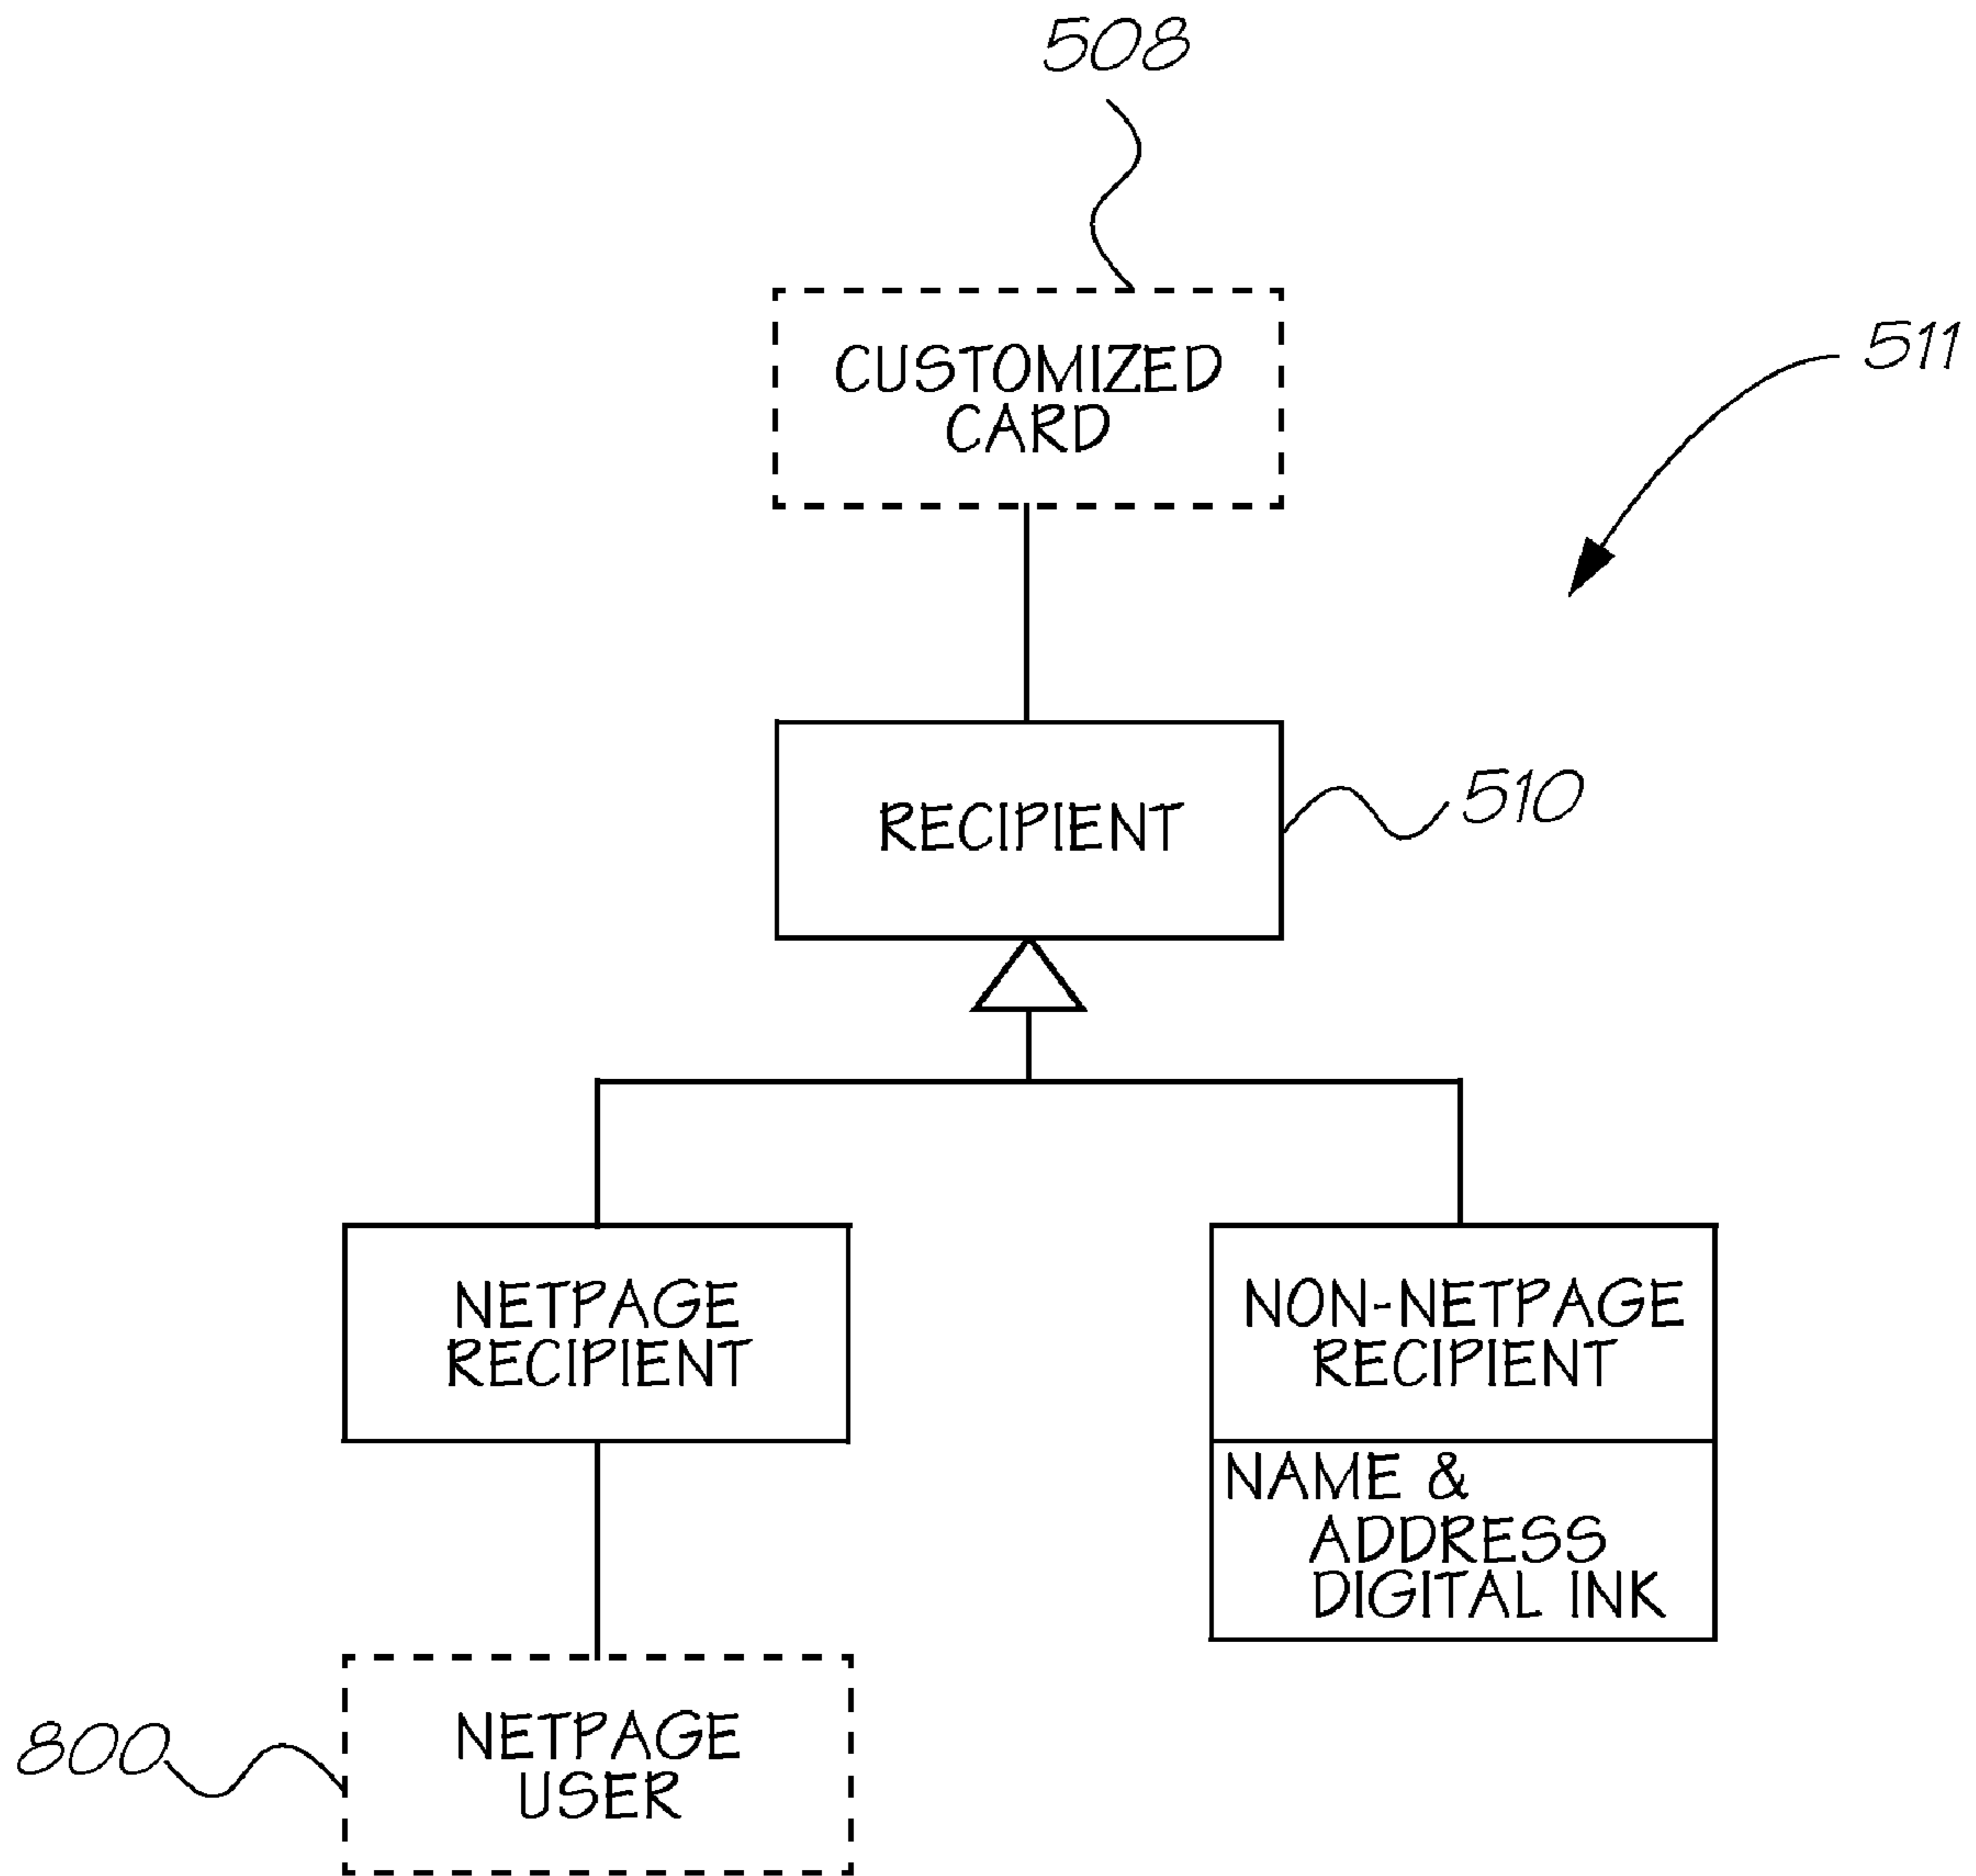 508
CUSTOMIZED
CARD
511
RECIPIENT
510
NETPAGE
RECIPIENT
NON-NETPAGE
RECIPIENT
NAME &
ADDRESS
DIGITAL INK
800
NETPAGE
USER